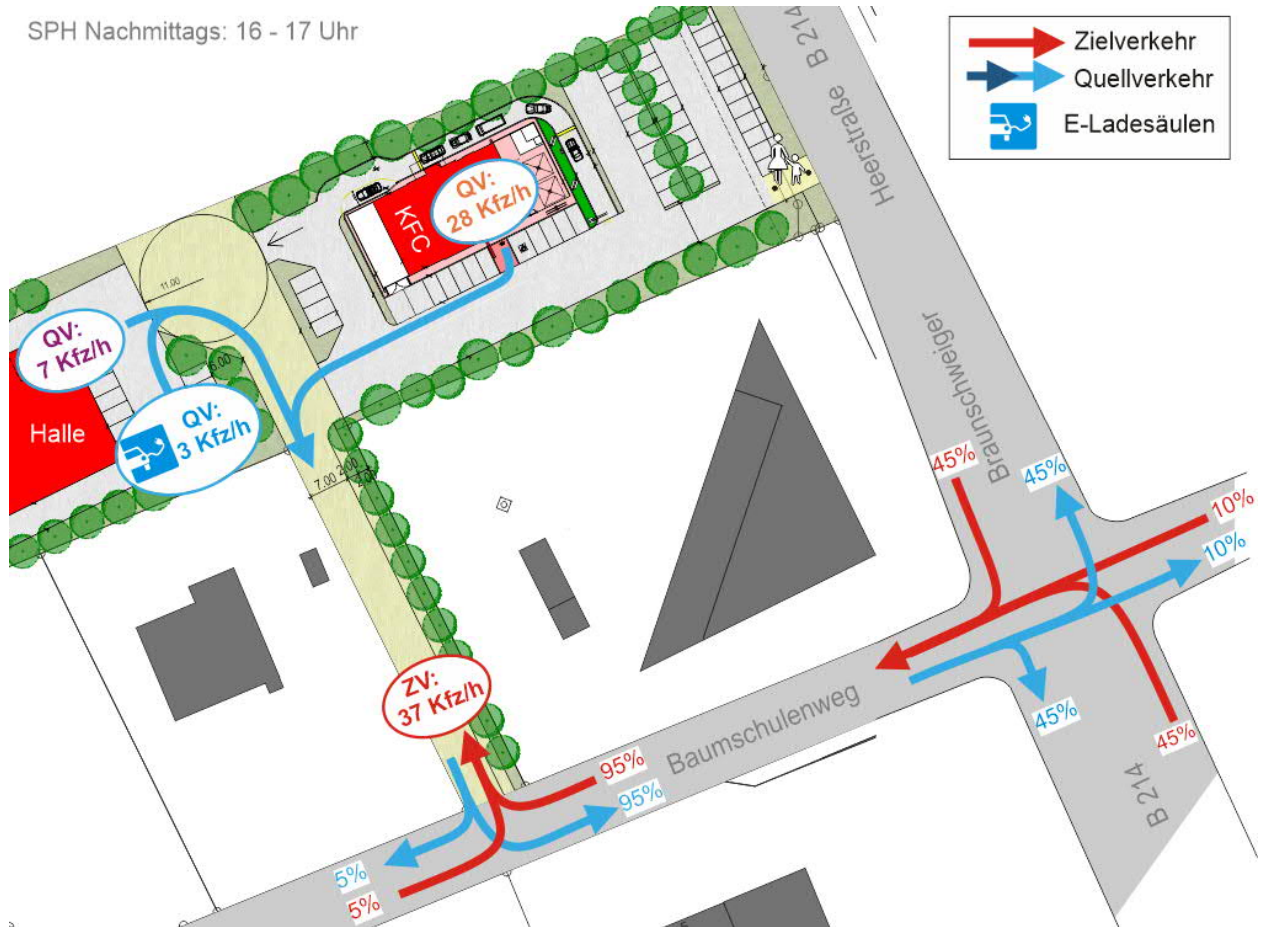 SPH Nachmittags: 16 - 17 Uhr
Zielverkehr
Quellverkehr
E-Ladesäulen
Heerstraße B 214
QV:
28 Kfz/h
KFC
11.00
QV:
7 Kfz/h
QV:
3 Kfz/h
Halle
7.00
2.00
Braunschweiger
45%
45%
10%
10%
45%
45%
B 214
ZV:
37 Kfz/h
Baumschulenweg
95%
95%
5%
5%